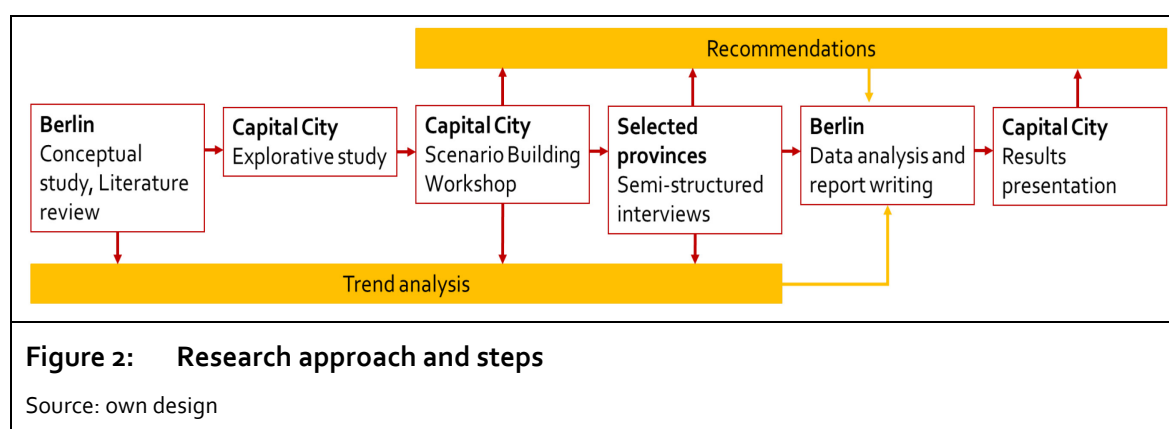 Recommendations
Berlin
Conceptual
study, Literature
review
Capital City
Explorative study
Capital City
Scenario Building
Workshop
Selected
provinces
Semi-structured
interviews
Berlin
Data analysis and
report writing
Capital City
Results
presentation
Trend analysis
Figure 2: Research approach and steps
Source: own design